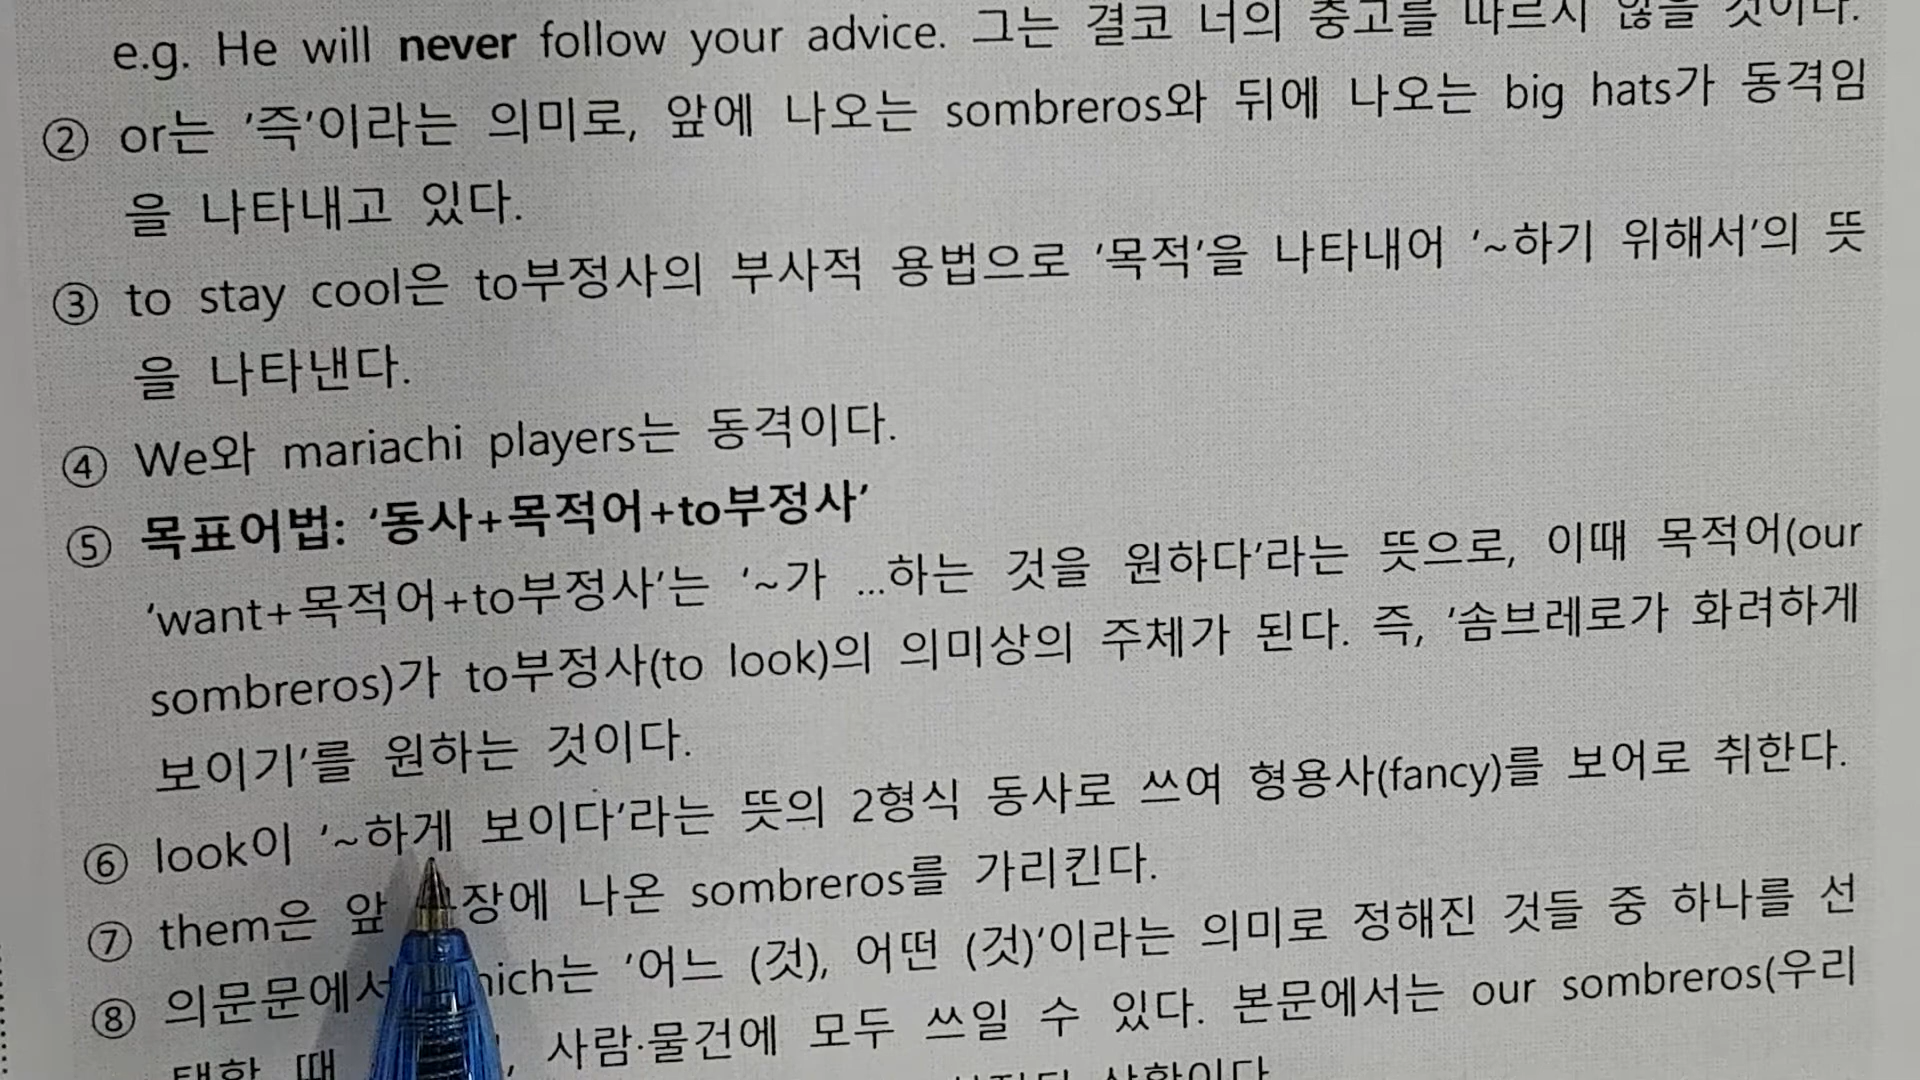 e.g. He will never follow your advice. 그는 결코 너의 충고를 따르지 않을 것이다.
② or는 '즉'이라는 의미로, 앞에 나오는 sombreros와 뒤에 나오는 big hats가 동격임
을 나타내고 있다.
③ to stay cool은 to부정사의 부사적 용법으로 '목적'을 나타내어 '~하기 위해서'의 뜻
을 나타낸다.
④ We와 mariachi players는 동격이다.
⑤ 목표어법: '동사+목적어+to부정사'
'want+목적어+to부정사'는 '~가 ...하는 것을 원하다'라는 뜻으로, 이때 목적어(our
sombreros)가 to부정사(to look)의 의미상의 주체가 된다. 즉, '솜브레로가 화려하게
보이기'를 원하는 것이다.
⑥ look이 '~하게 보이다'라는 뜻의 2형식 동사로 쓰여 형용사(fancy)를 보어로 취한다.
⑦ them은 앞 장에 나온 sombreros를 가리킨다.
⑧ 의문문에서 '어느 (것), 어떤 (것)'이라는 의미로 정해진 것들 중 하나를 선
택할 때 , 사람·물건에 모두 쓰일 수 있다. 본문에서는 our sombreros(우리